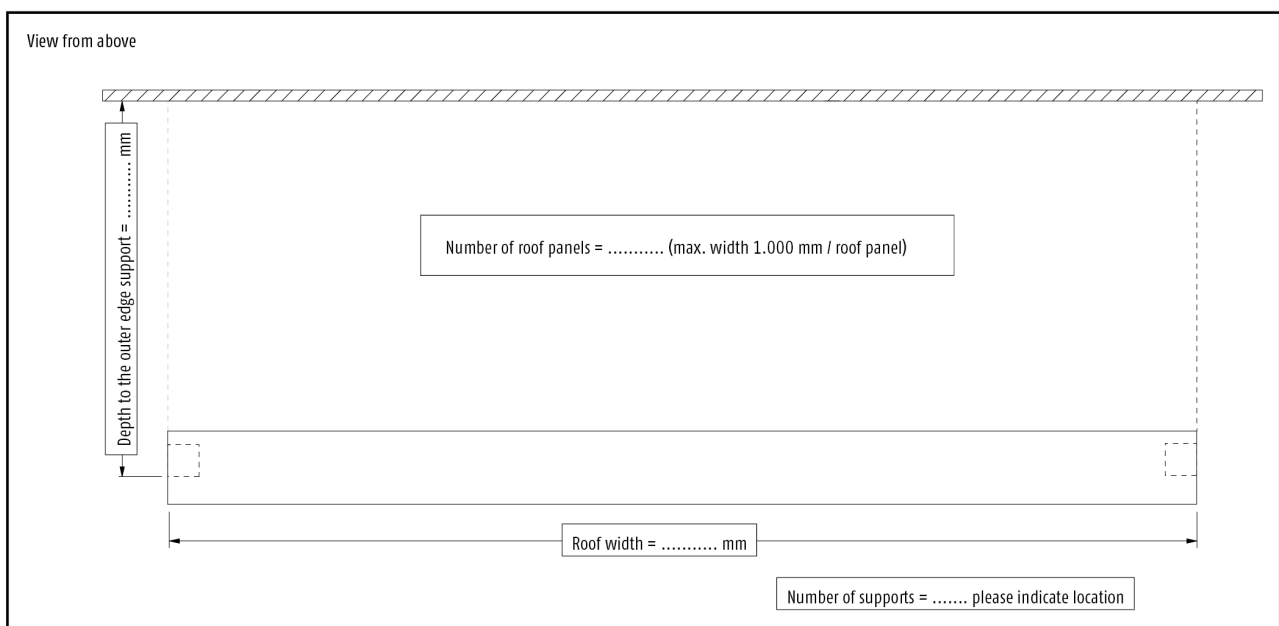 View from above
Depth to the outer edge support = ........... mm
Number of roof panels = ........... (max. width 1.000 mm / roof panel)
Roof width = ........... mm
Number of supports = ....... please indicate location